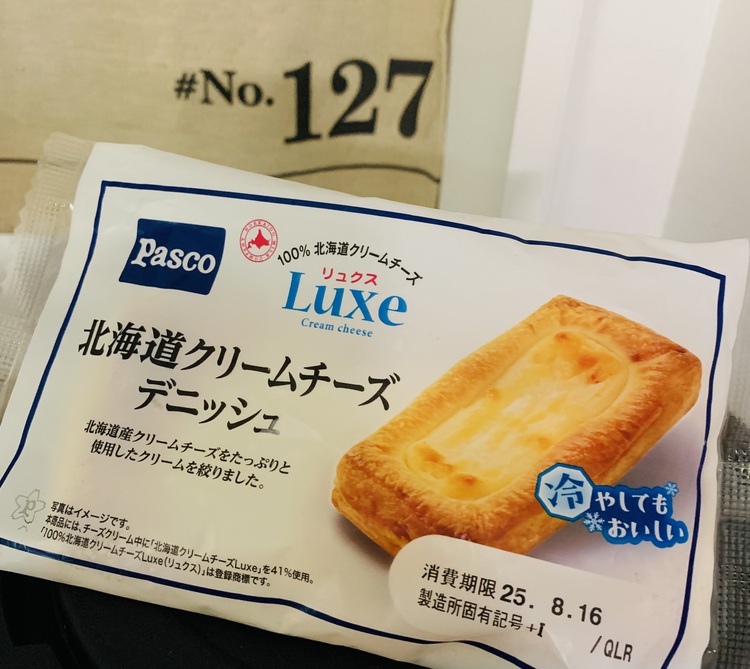 #No. 127
Pasco
100% 北海道クリームチーズ
リュクス
Luxe
Cream cheese
北海道クリームチーズ
デニッシュ
北海道産クリームチーズをたっぷりと
使用したクリームを絞りました。
冷やしても
おいしい
写真はイメージです。
本商品には、チーズクリーム中に「北海道クリームチーズLuxe」を41%使用。
「100%北海道クリームチーズLuxe(リュクス)」は登録商標です。
消費期限 25. 8.16
製造所固有記号+I
/QLR